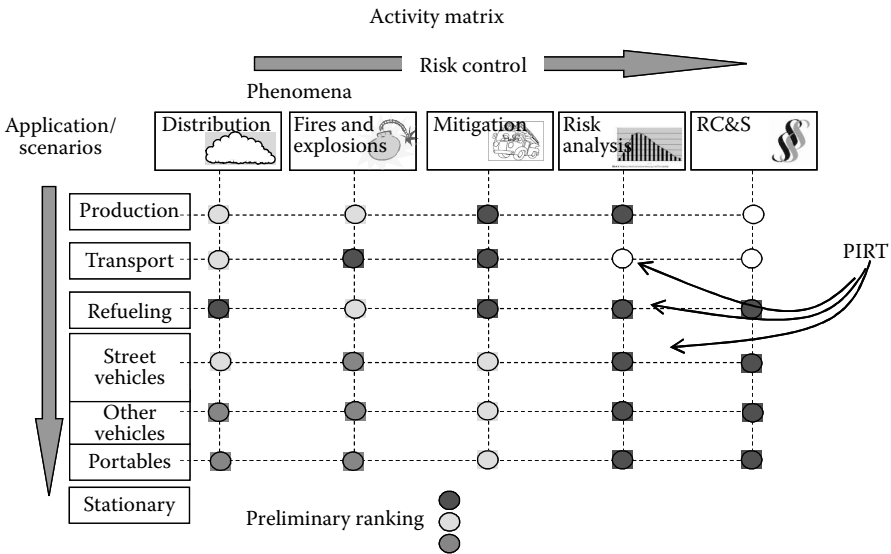 Activity matrix
Risk control
Phenomena
Application/
scenarios
Distribution
Fires and
explosions
Mitigation
Risk
analysis
RC&S
Production
Transport
PIRT
Refueling
Street
vehicles
Other
vehicles
Portables
Stationary
Preliminary ranking